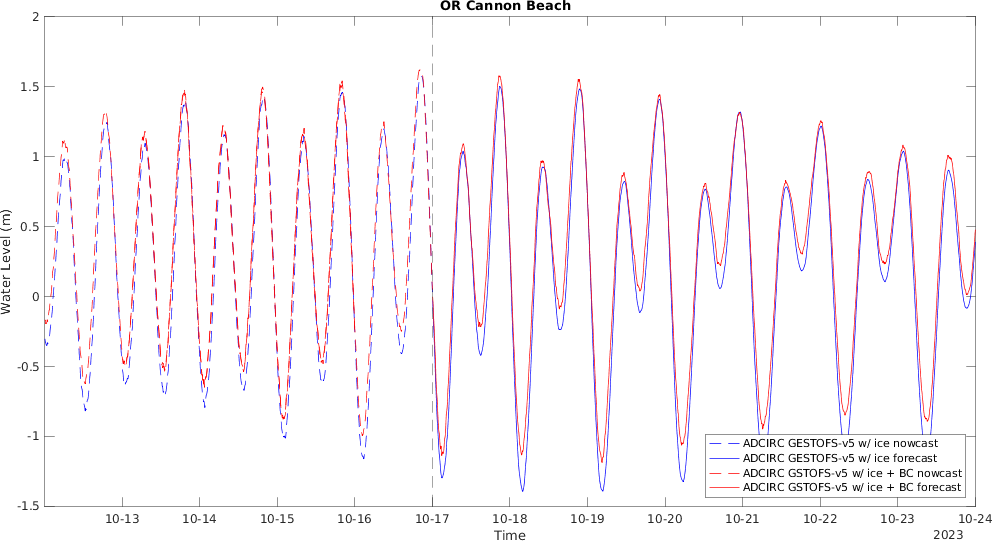 OR Cannon Beach
2
1.5
1
0.5
0
-0.5
-1
-1.5
Water Level (m)
ADCIRC GESTOFS-v5 w/ ice nowcast
ADCIRC GESTOFS-v5 w/ ice forecast
ADCIRC GSTOFS-v5 w/ ice + BC nowcast
ADCIRC GSTOFS-v5 w/ ice + BC forecast
10-13 10-14 10-15 10-16 10-17 10-18 10-19 10-20 10-21 10-22 10-23 10-24
Time
2023